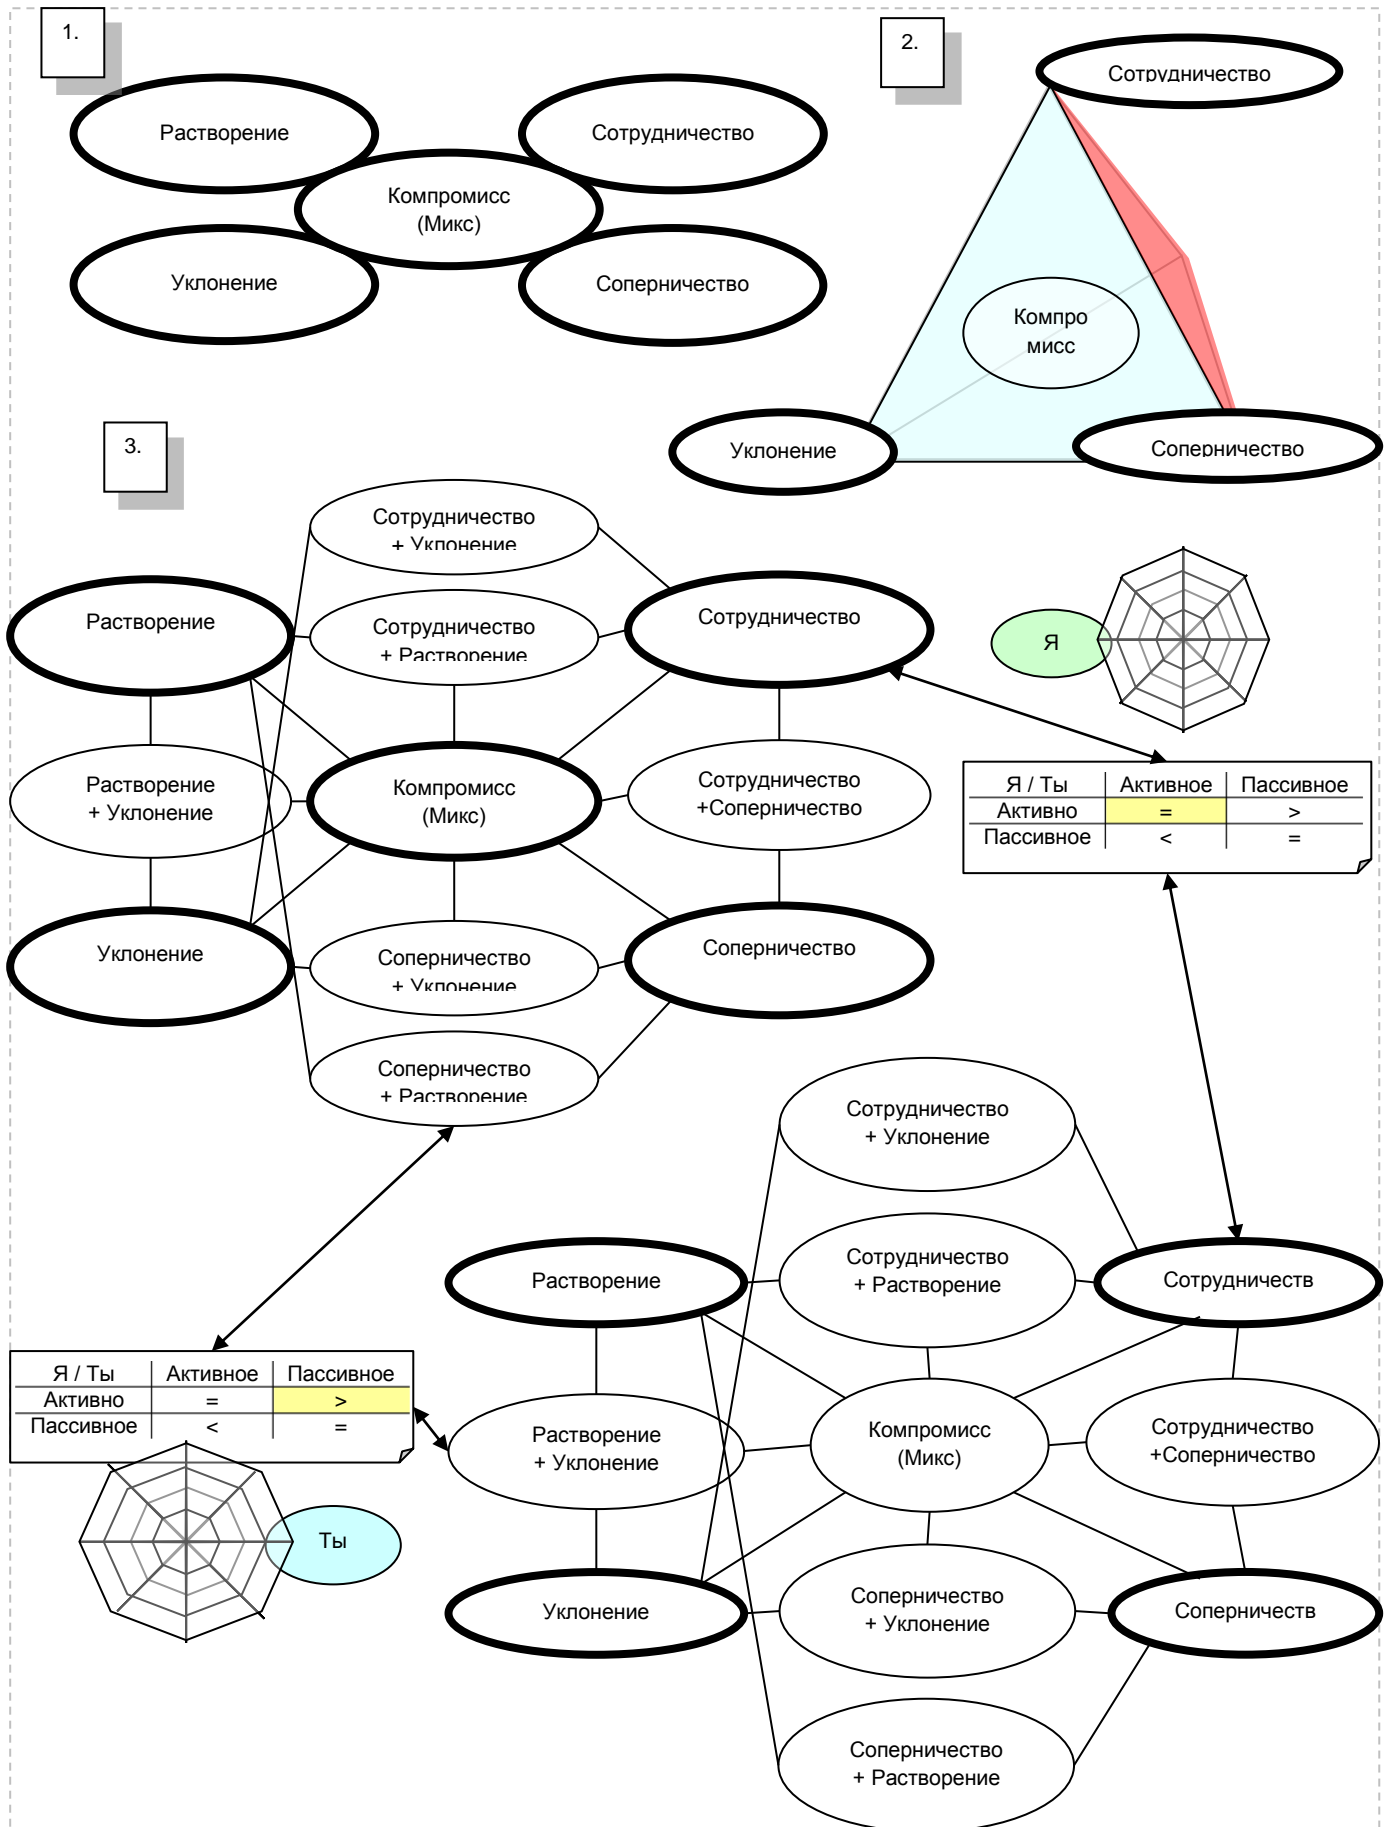 1.
Растворение
Сотрудничество
Компромисс
(Микс)
Уклонение
Соперничество
2.
Сотрудничество
Компро
мисс
Уклонение
Соперничество
3.
Сотрудничество
+ Уклонение
Растворение
Сотрудничество
+ Растворение
Сотрудничество
Растворение
+ Уклонение
Компромисс
(Микс)
Сотрудничество
+Соперничество
Уклонение
Соперничество
+ Уклонение
Соперничество
Соперничество
+ Растворение
Я
Я / Ты Активное Пассивное
Активно = >
Пассивное < =
Сотрудничество
+ Уклонение
Растворение
Сотрудничество
+ Растворение
Сотрудничеств
Я / Ты Активное Пассивное
Активно = >
Пассивное < =
Растворение
+ Уклонение
Компромисс
(Микс)
Сотрудничество
+Соперничество
Ты
Уклонение
Соперничество
+ Уклонение
Соперничеств
Соперничество
+ Растворение